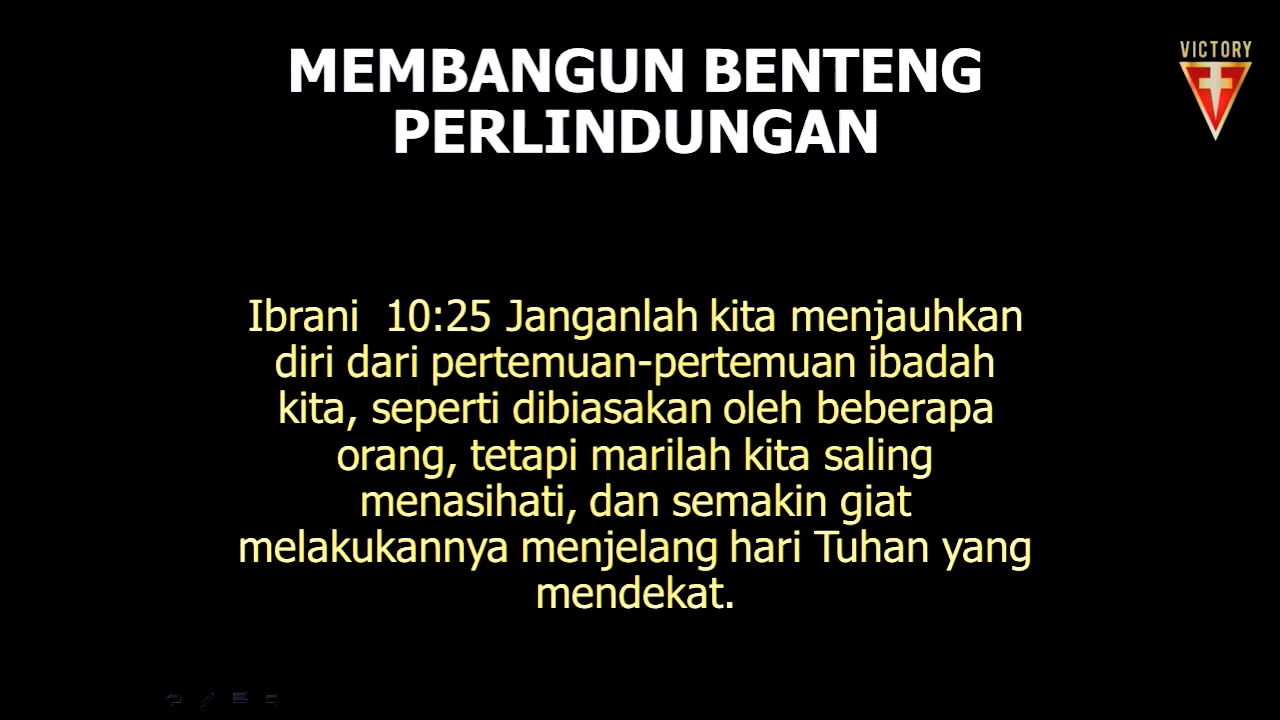 MEMBANGUN BENTENG
PERLINDUNGAN
VICTORY
Ibrani  10:25 Janganlah kita menjauhkan
diri dari pertemuan-pertemuan ibadah
kita, seperti dibiasakan oleh beberapa
orang, tetapi marilah kita saling
menasihati, dan semakin giat
melakukannya menjelang hari Tuhan yang
mendekat.